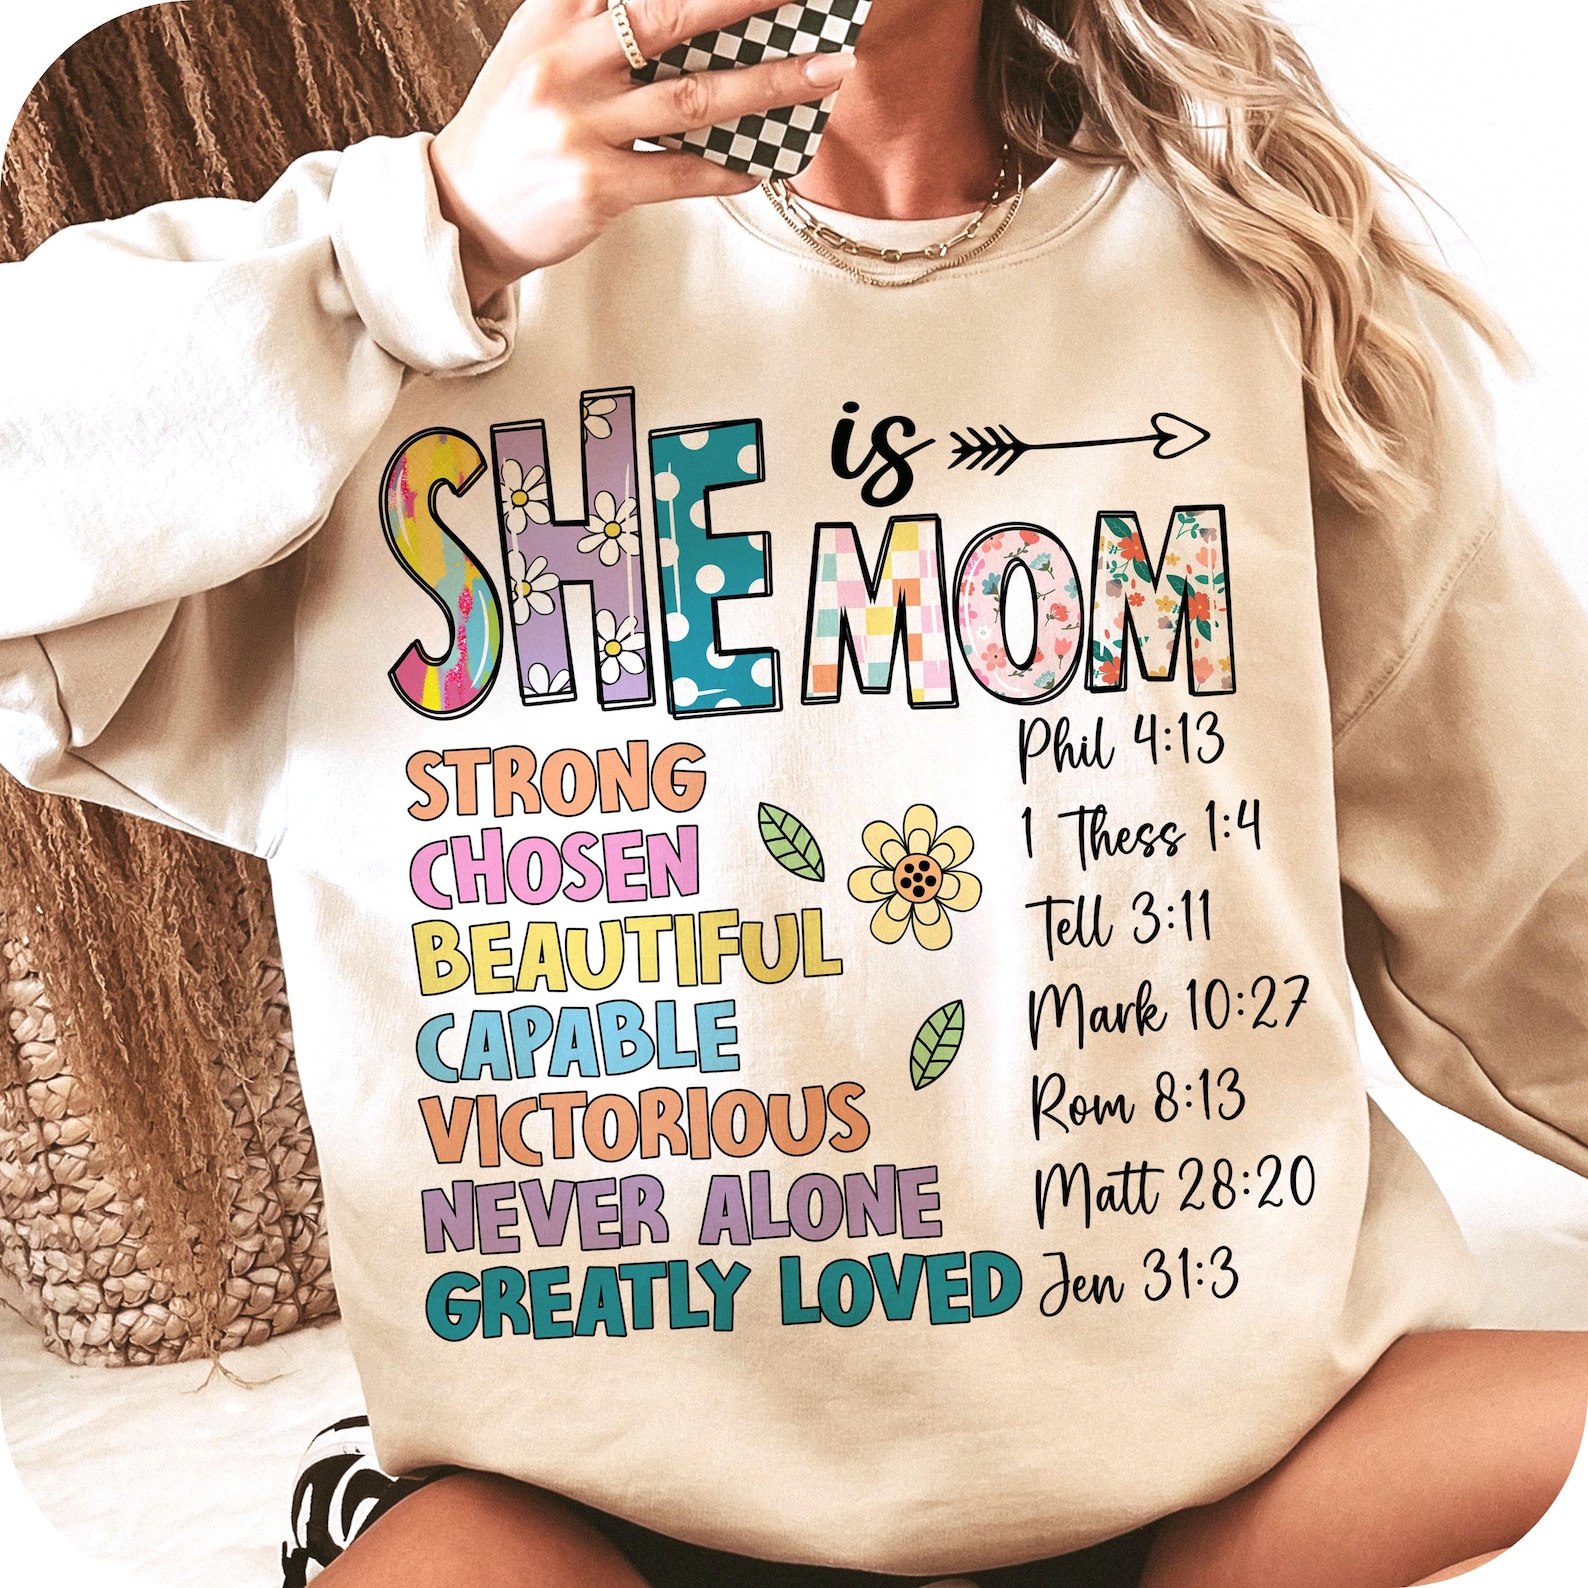 SHE is MOM
STRONG Phil 4:13
CHOSEN 1 Thess 1:4
BEAUTIFUL Tell 3:11
CAPABLE Mark 10:27
VICTORIOUS Rom 8:13
NEVER ALONE Matt 28:20
GREATLY LOVED Jen 31:3